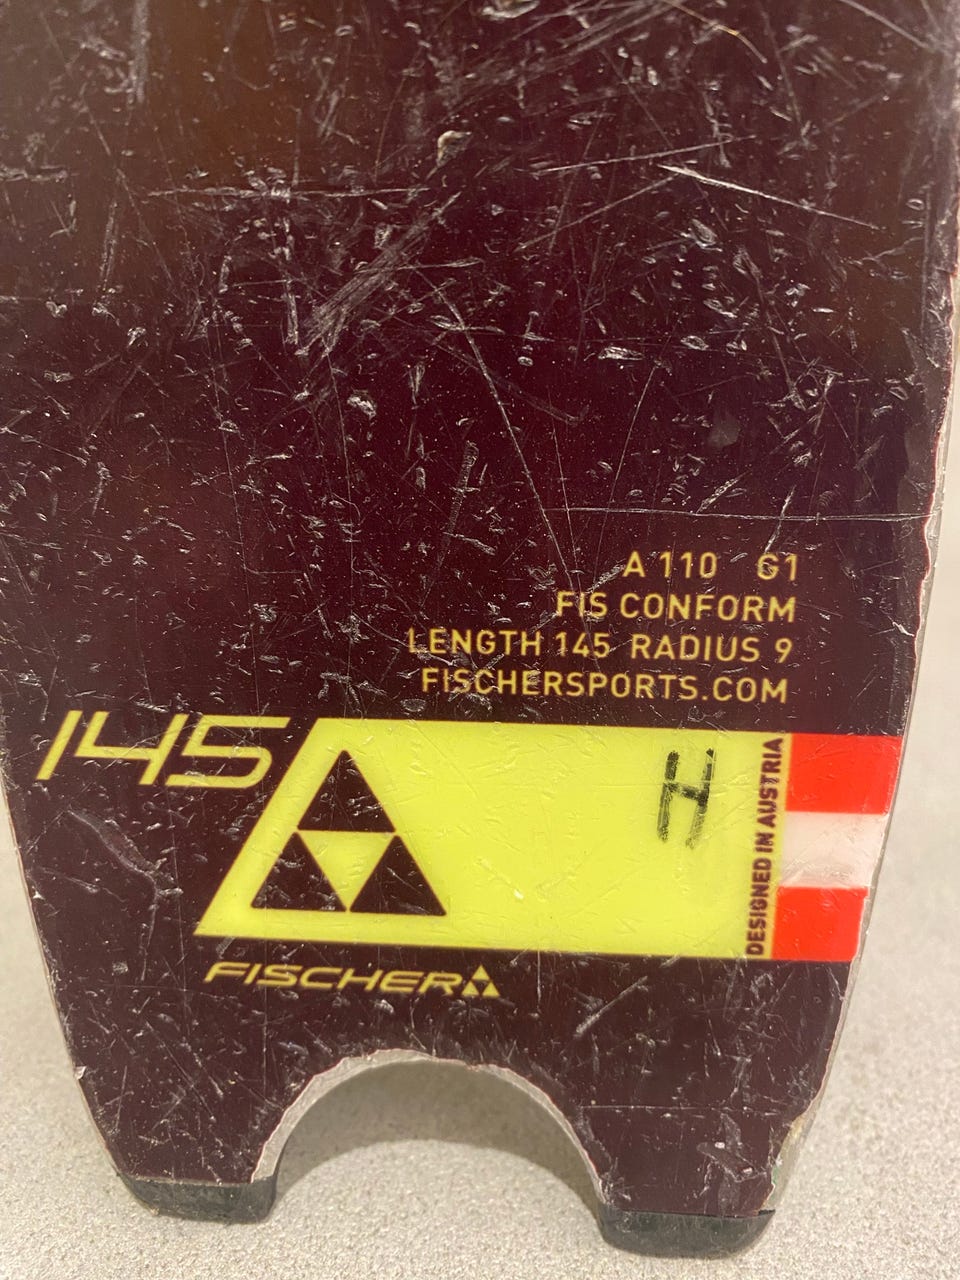 A 110 G1
FIS CONFORM
LENGTH 145 RADIUS 9
FISCHERSPORTS.COM
145
H
DESIGNED IN AUSTRIA
FISCHER